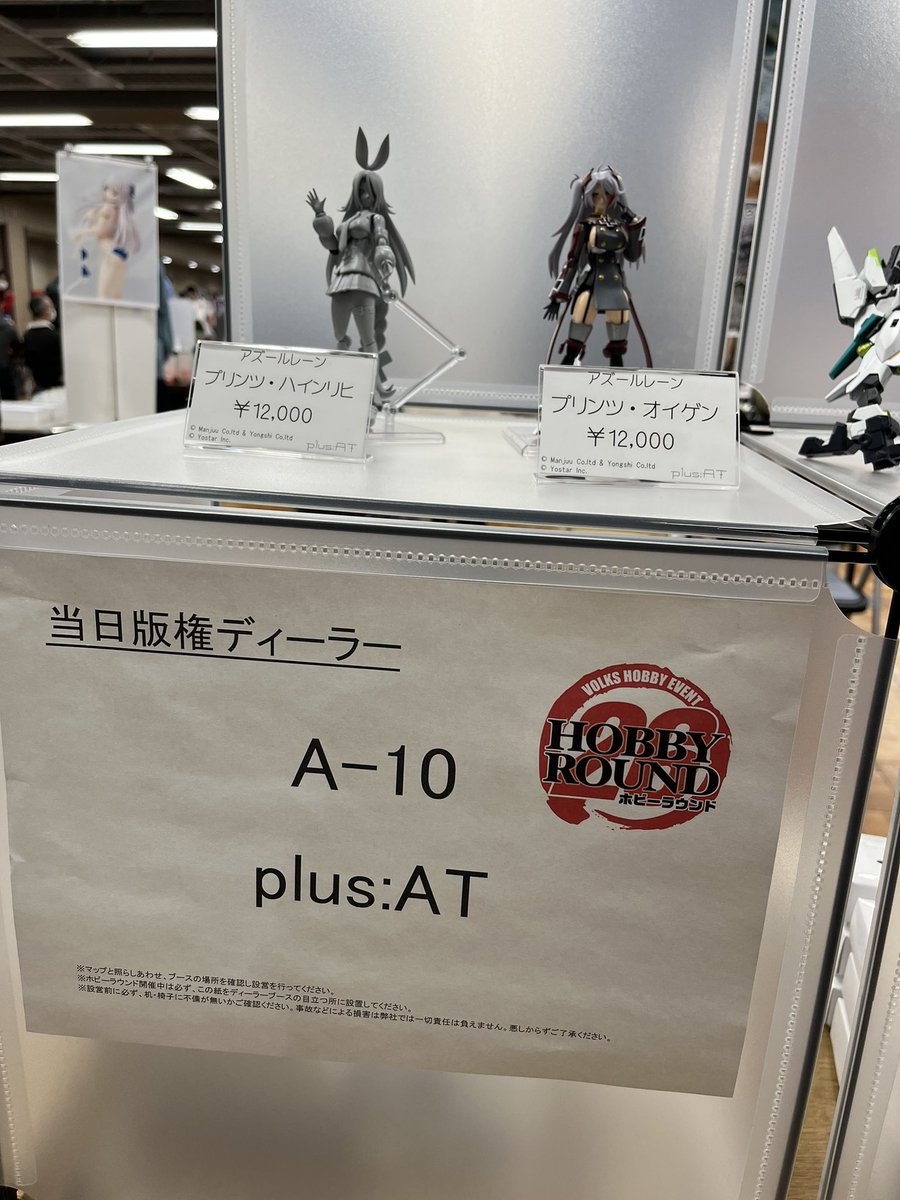 アズールレーン
プリンツ・ハインリヒ
￥12,000
© Manjuu Co.ltd & Yongshi Co.ltd
© Yostar Inc.
plus:AT
アズールレーン
プリンツ・オイゲン
￥12,000
© Manjuu Co.ltd & Yongshi Co.ltd
© Yostar Inc.
plus:AT
当日版権ディーラー
VOLKS HOBBY EVENT
HOBBY
ROUND
ホビーラウンド
A-10
plus:AT
※マップと照らしあわせ、ブースの場所を確認し設営を行ってください。
※ホビーラウンド開催中は必ず、この紙をディーラーブースの目立つ所に設置してください。
※設営前に必ず、机・椅子に不備が無いかご確認ください。事故などによる損害は弊社では一切責任は負えません。悪しからずご了承ください。